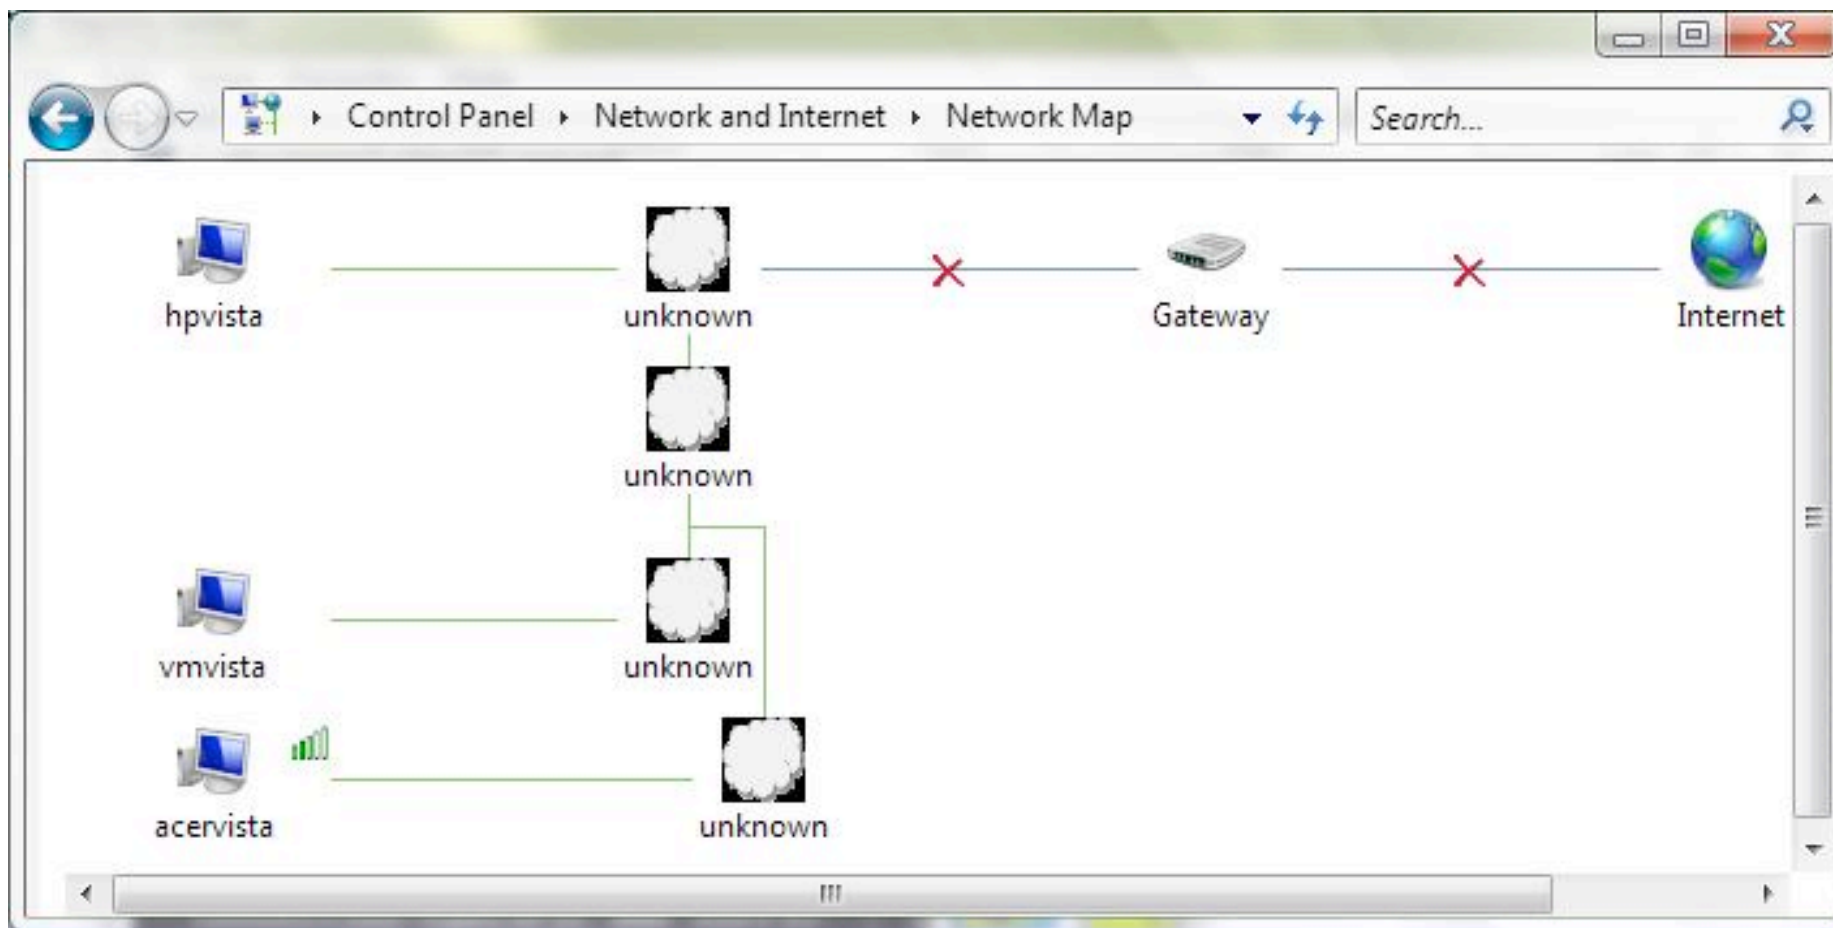 Control Panel Network and Internet Network Map Search...
hpvista unknown Gateway Internet
unknown
vmvista unknown
acervista unknown